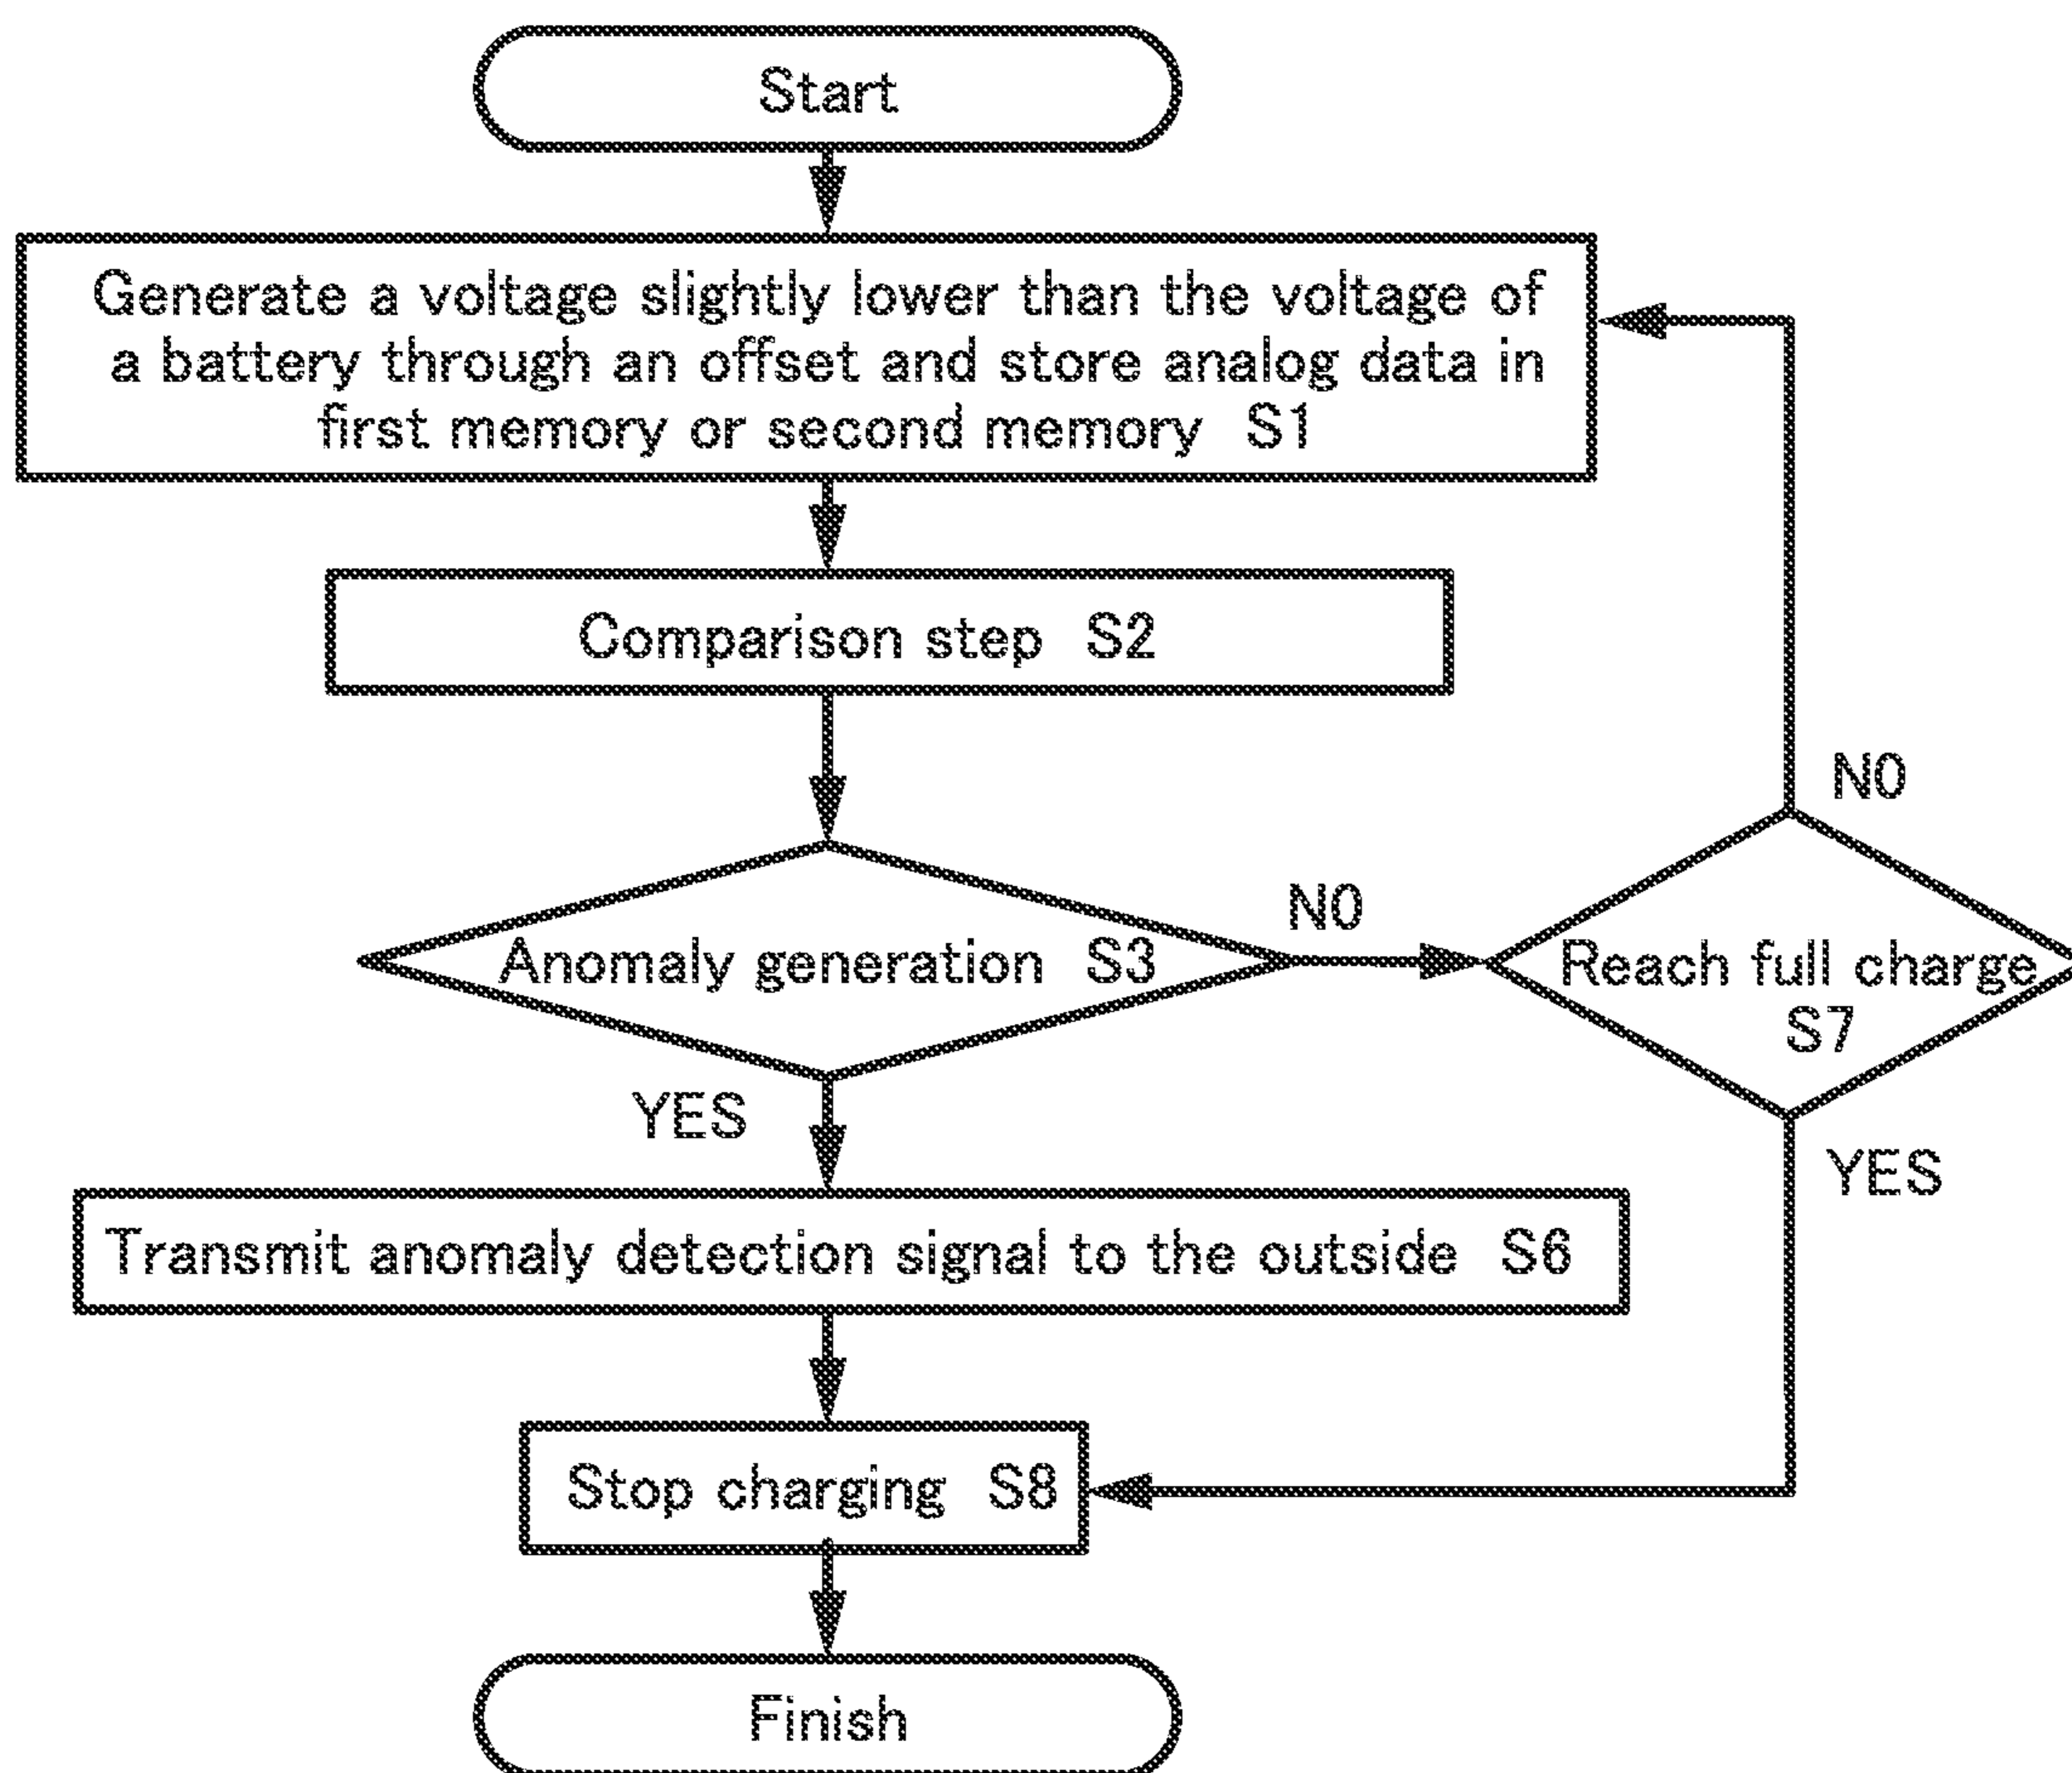 Start
Generate a voltage slightly lower than the voltage of
a battery through an offset and store analog data in
first memory or second memory S1
Comparison step S2
NO
Anomaly generation S3
NO
Reach full charge
S7
YES
YES
Transmit anomaly detection signal to the outside S6
Stop charging S8
Finish